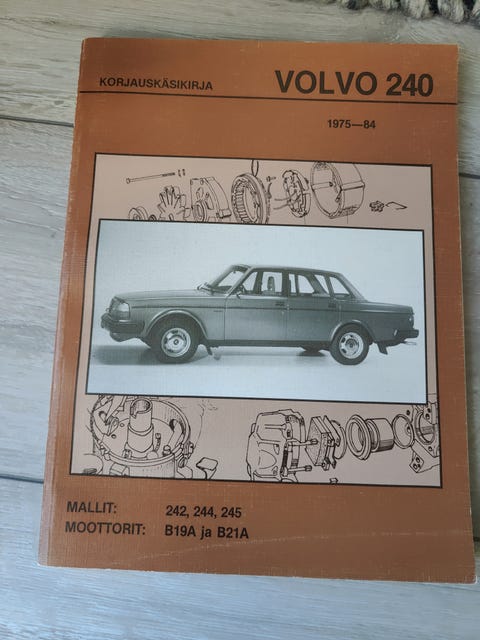 KORJAUSKÄSIKIRJA VOLVO 240
1975—84
MALLIT: 242, 244, 245
MOOTTORIT: B19A ja B21A